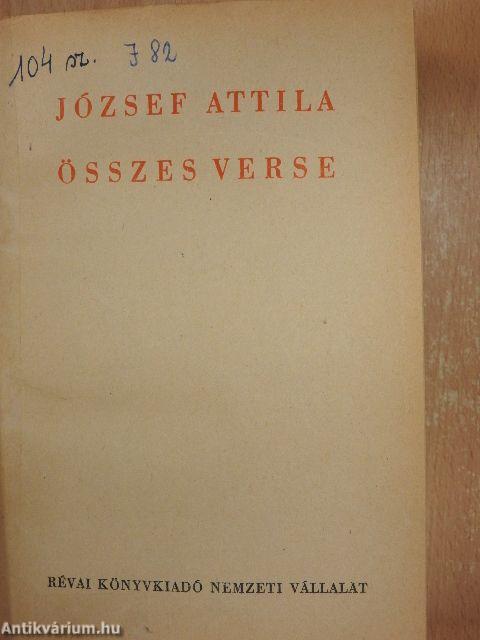 104 sz. J 82
JÓZSEF ATTILA
ÖSSZES VERSE
RÉVAI KÖNYVKIADÓ NEMZETI VÁLLALAT
Antikvárium.hu